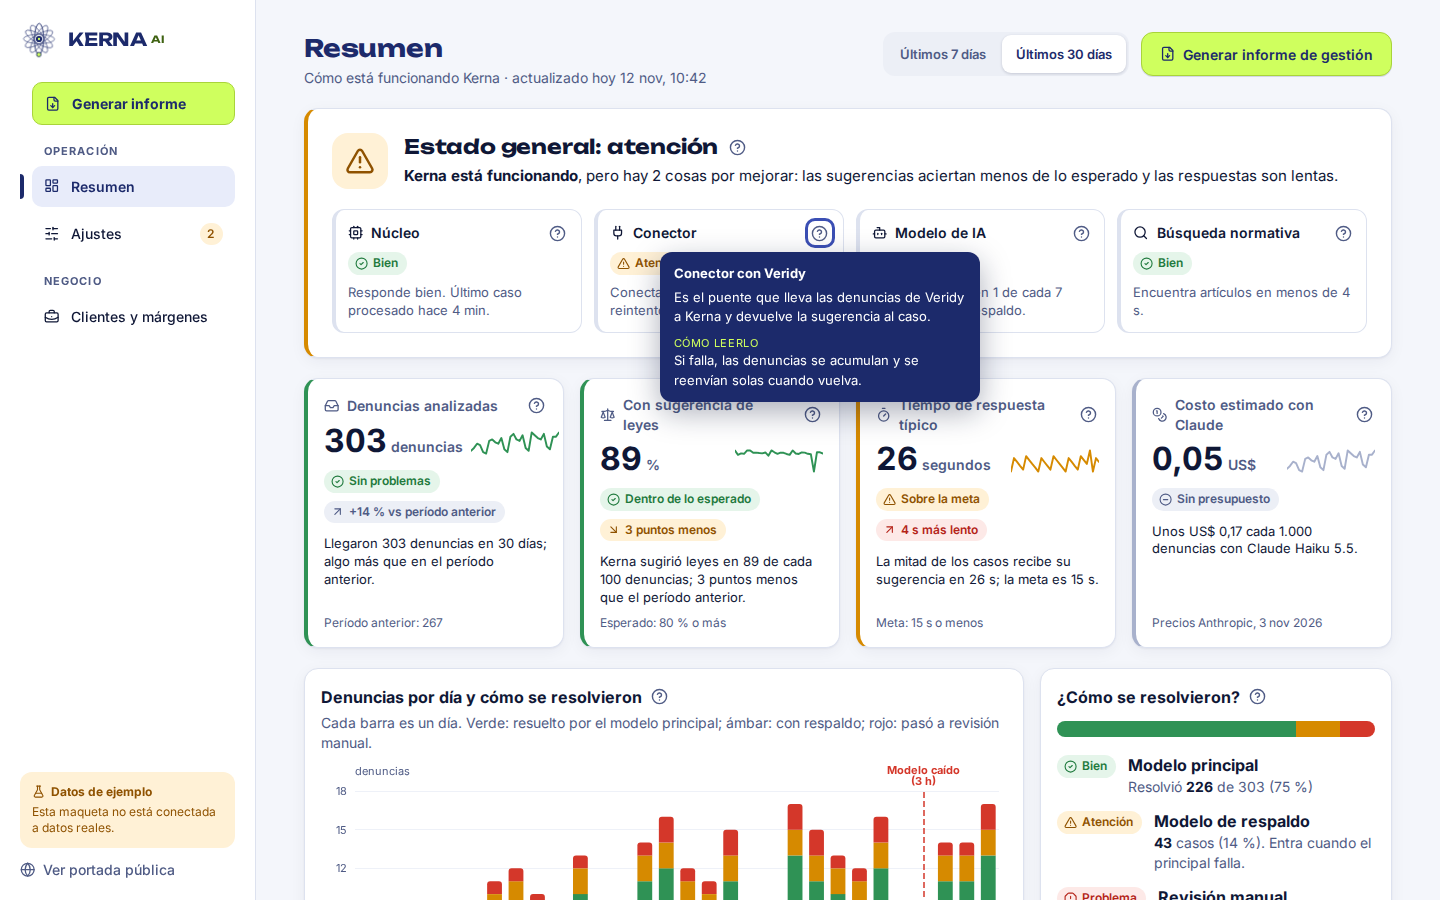 KERNA AI
Generar informe
OPERACIÓN
Resumen
Ajustes 2
NEGOCIO
Clientes y márgenes
Datos de ejemplo
Esta maqueta no está conectada
a datos reales.
Ver portada pública
Resumen
Cómo está funcionando Kerna · actualizado hoy 12 nov, 10:42
Últimos 7 días
Últimos 30 días
Generar informe de gestión
Estado general: atención
Kerna está funcionando, pero hay 2 cosas por mejorar: las sugerencias aciertan menos de lo esperado y las respuestas son lentas.
Núcleo
Bien
Responde bien. Último caso
procesado hace 4 min.
Conector
Modelo de IA
n 1 de cada 7
Búsqueda normativa
Bien
Encuentra artículos en menos de 4
s.
Conector con Veridy
Es el puente que lleva las denuncias de Veridy
a Kerna y devuelve la sugerencia al caso.
CÓMO LEERLO
Si falla, las denuncias se acumulan y se
reenvían solas cuando vuelva.
Denuncias analizadas
303 denuncias
Sin problemas
+14 % vs período anterior
Llegaron 303 denuncias en 30 días;
algo más que en el período
anterior.
Período anterior: 267
Con sugerencia de
leyes
89 %
Dentro de lo esperado
3 puntos menos
Kerna sugirió leyes en 89 de cada
100 denuncias; 3 puntos menos
que el período anterior.
Esperado: 80 % o más
Tiempo de respuesta
típico
26 segundos
Sobre la meta
4 s más lento
La mitad de los casos recibe su
sugerencia en 26 s; la meta es 15 s.
Meta: 15 s o menos
Costo estimado con
Claude
0,05 US$
Sin presupuesto
Unos US$ 0,17 cada 1.000
denuncias con Claude Haiku 5.5.
Precios Anthropic, 3 nov 2026
Denuncias por día y cómo se resolvieron
Cada barra es un día. Verde: resuelto por el modelo principal; ámbar: con respaldo; rojo: pasó a revisión
manual.
denuncias
Modelo caído
(3 h)
18
15
12
¿Cómo se resolvieron?
Bien
Modelo principal
Resolvió 226 de 303 (75 %)
Atención
Modelo de respaldo
43 casos (14 %). Entra cuando el
principal falla.
Problema
Revisión manual